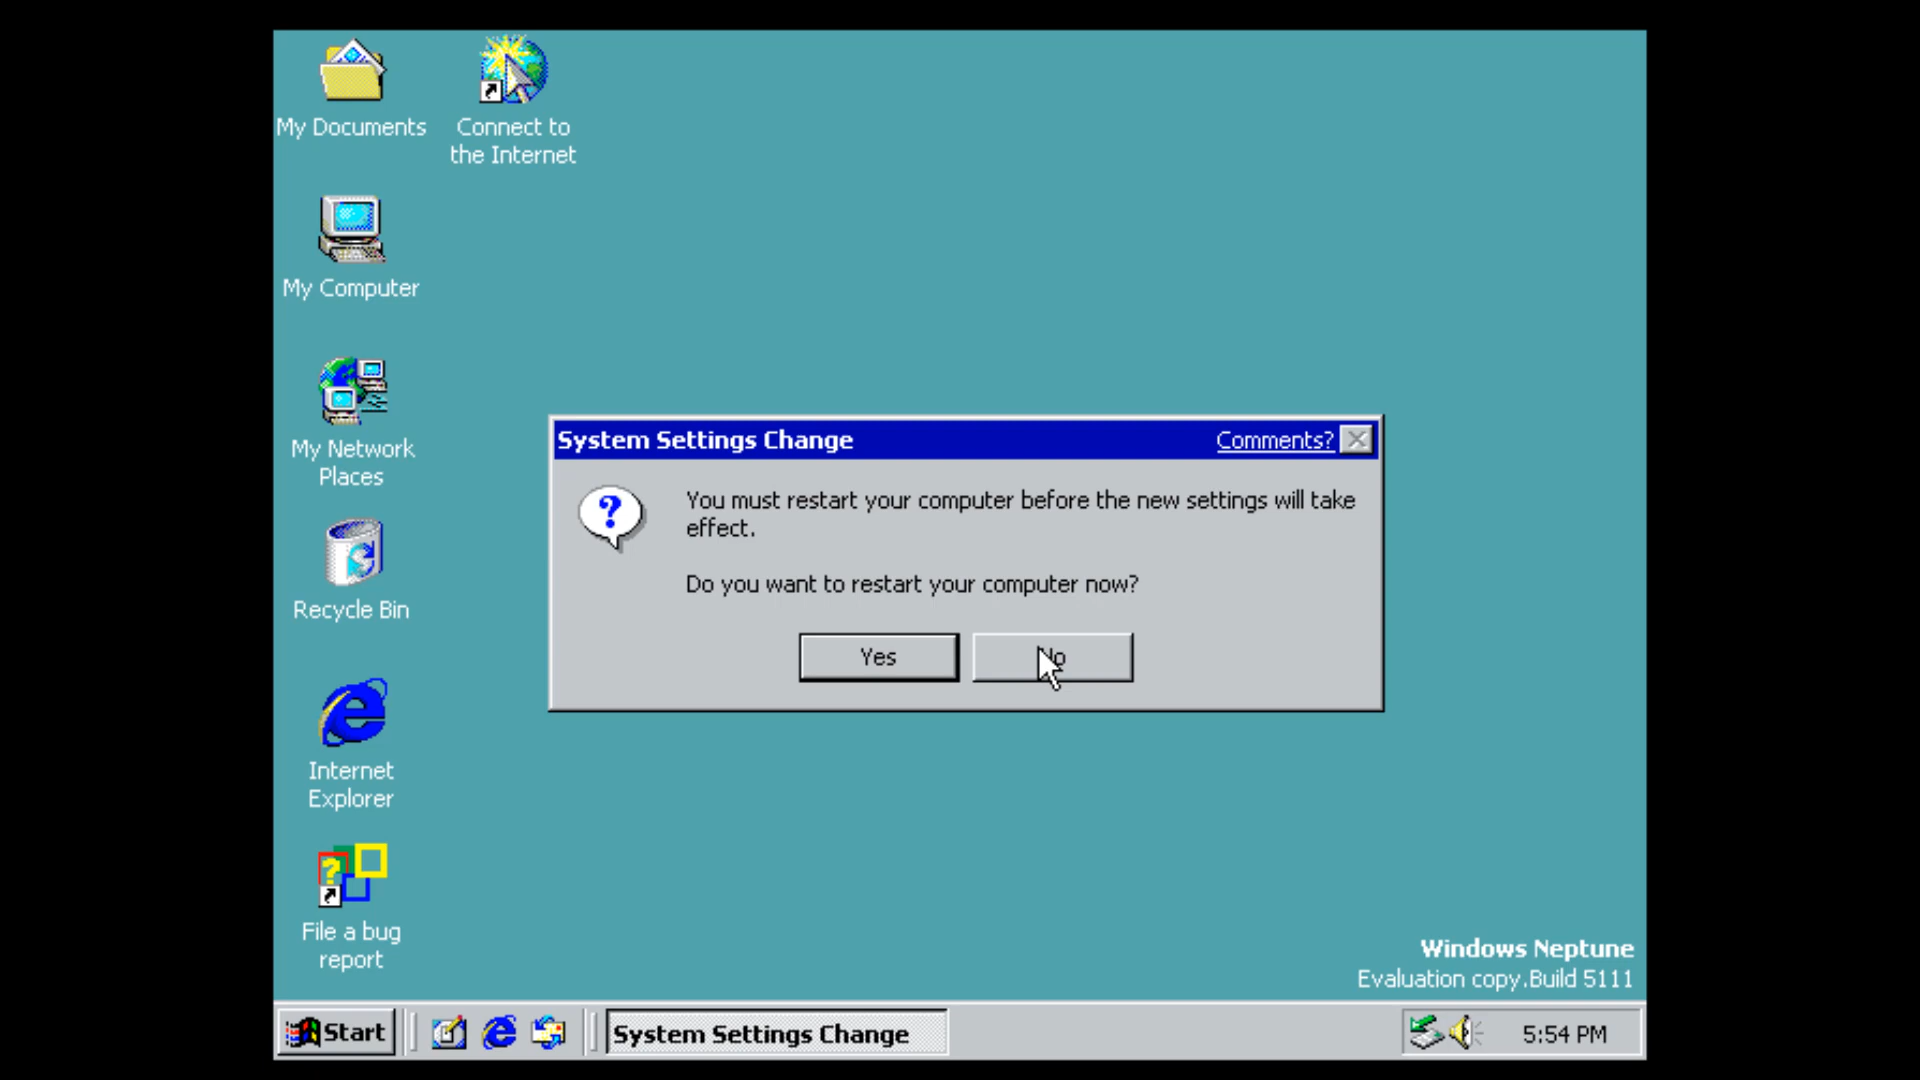 My Documents
Connect to
the Internet
My Computer
My Network
Places
Recycle Bin
Internet
Explorer
File a bug
report
System Settings Change
Comments?
You must restart your computer before the new settings will take
effect.
Do you want to restart your computer now?
Yes
No
Windows Neptune
Evaluation copy.Build 5111
Start
System Settings Change
5:54 PM